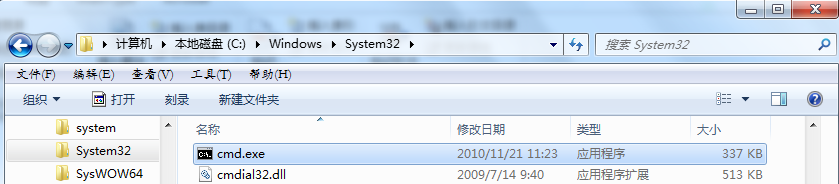 计算机 本地磁盘 (C:) Windows System32 搜索 System32
文件(F) 编辑(E) 查看(V) 工具(T) 帮助(H)
组织 打开 刻录 新建文件夹
system
System32
SysWOW64
名称 修改日期 类型 大小
cmd.exe 2010/11/21 11:23 应用程序 337 KB
cmdial32.dll 2009/7/14 9:40 应用程序扩展 513 KB